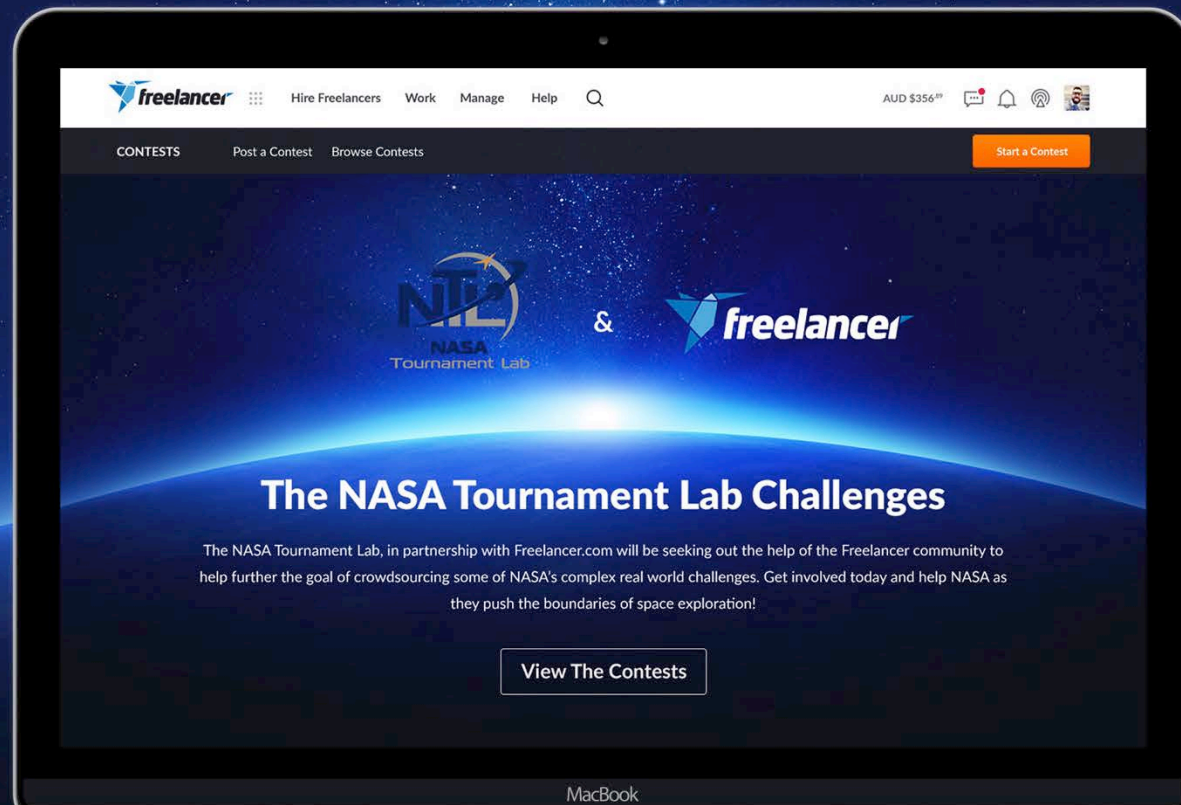 freelancer
Hire Freelancers Work Manage Help
AUD $356.89
CONTESTS Post a Contest Browse Contests
Start a Contest
NTL
NASA
Tournament Lab
&
freelancer
The NASA Tournament Lab Challenges
The NASA Tournament Lab, in partnership with Freelancer.com will be seeking out the help of the Freelancer community to
help further the goal of crowdsourcing some of NASA's complex real world challenges. Get involved today and help NASA as
they push the boundaries of space exploration!
View The Contests
MacBook